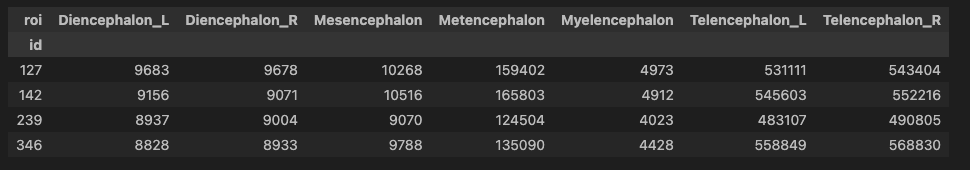 roi Diencephalon_L Diencephalon_R Mesencephalon Metencephalon Myelencephalon Telencephalon_L Telencephalon_R
id
127 9683 9678 10268 159402 4973 531111 543404
142 9156 9071 10516 165803 4912 545603 552216
239 8937 9004 9070 124504 4023 483107 490805
346 8828 8933 9788 135090 4428 558849 568830